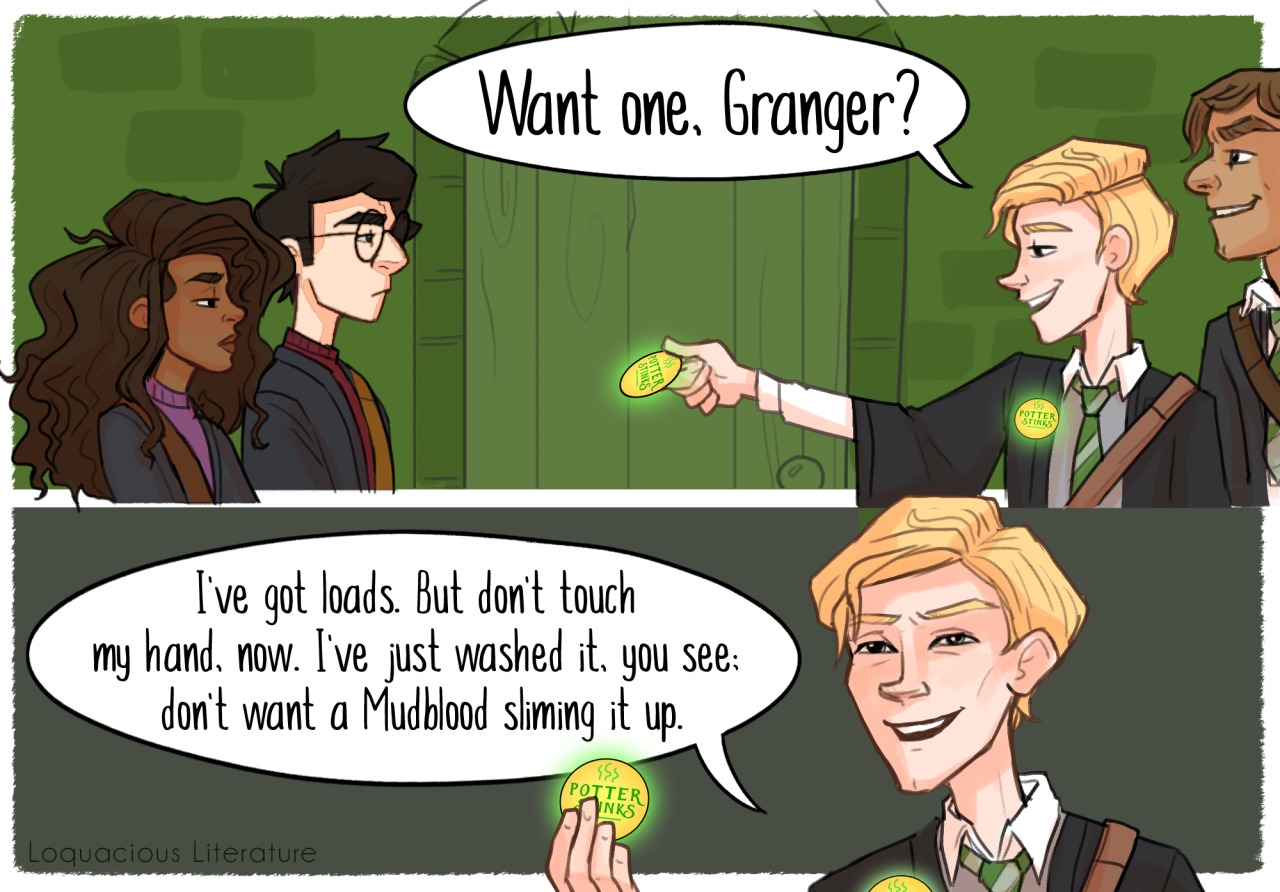 Want one, Granger?
POTTER
STINKS
POTTER
STINKS
I've got loads. But don't touch
my hand, now. I've just washed it, you see;
don't want a Mudblood sliming it up.
POTTER
INKS
Loquacious Literature